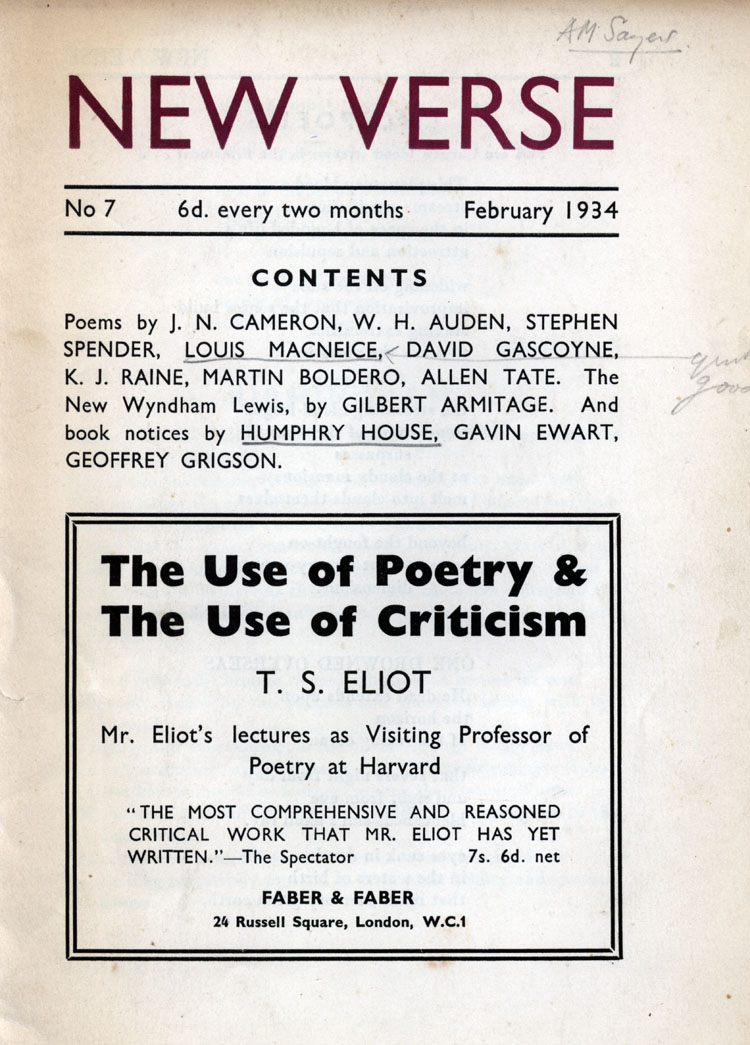 AM Sayers
NEW VERSE
No 7 6d. every two months February 1934
CONTENTS
Poems by J. N. CAMERON, W. H. AUDEN, STEPHEN
SPENDER, LOUIS MACNEICE, DAVID GASCOYNE,
K. J. RAINE, MARTIN BOLDERO, ALLEN TATE. The
New Wyndham Lewis, by GILBERT ARMITAGE. And
book notices by HUMPHRY HOUSE, GAVIN EWART,
GEOFFREY GRIGSON.
good
The Use of Poetry &
The Use of Criticism
T. S. ELIOT
Mr. Eliot's lectures as Visiting Professor of
Poetry at Harvard
"THE MOST COMPREHENSIVE AND REASONED
CRITICAL WORK THAT MR. ELIOT HAS YET
WRITTEN."—The Spectator 7s. 6d. net
FABER & FABER
24 Russell Square, London, W.C.1